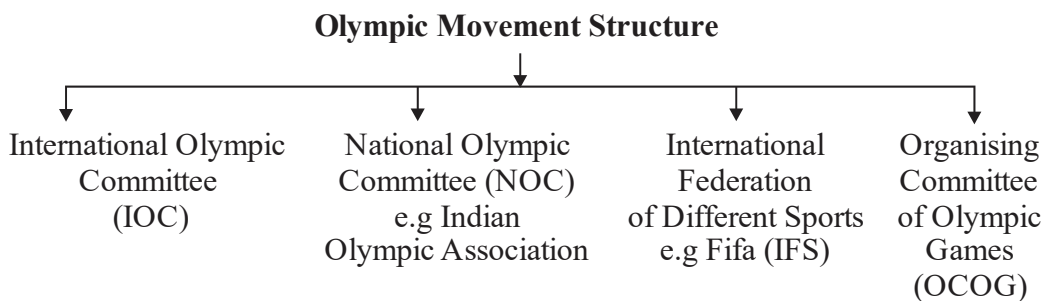 Olympic Movement Structure
International Olympic
Committee
(IOC)
National Olympic
Committee (NOC)
e.g Indian
Olympic Association
International
Federation
of Different Sports
e.g Fifa (IFS)
Organising
Committee
of Olympic
Games
(OCOG)